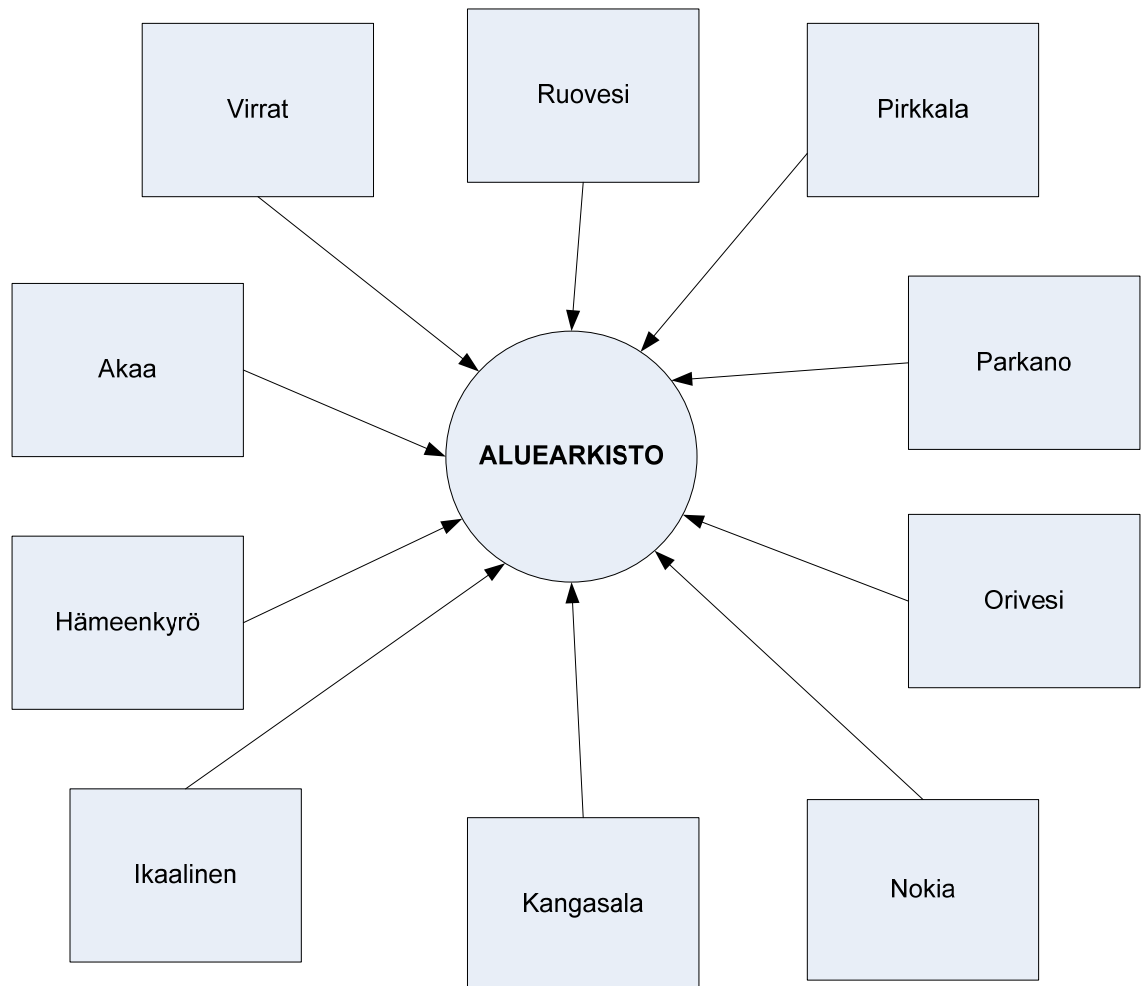 Virrat
Ruovesi
Pirkkala
Akaa
Parkano
ALUEARKISTO
Hämeenkyrö
Orivesi
Ikaalinen
Kangasala
Nokia